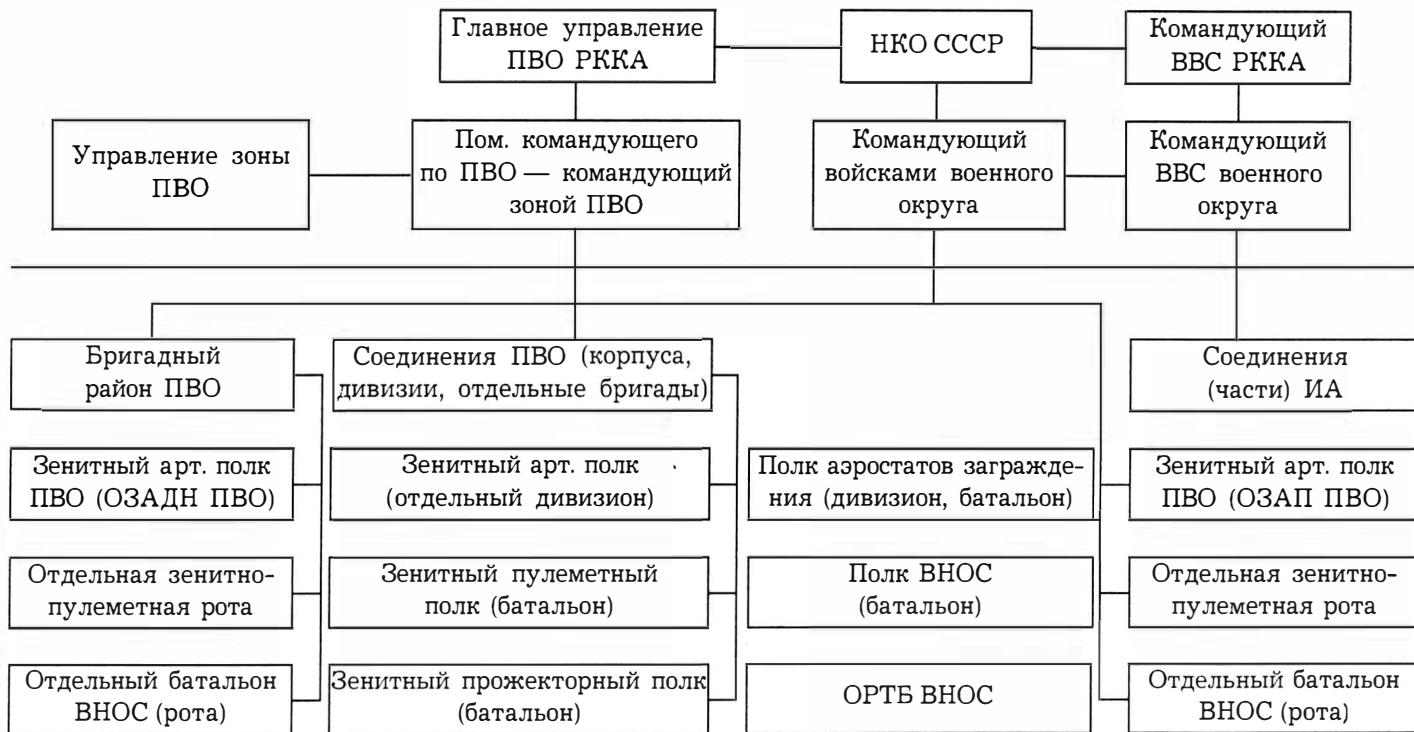 Главное управление
ПВО РККА
НКО СССР
Командующий
ВВС РККА
Управление зоны
ПВО
Пом. командующего
по ПВО — командующий
зоной ПВО
Командующий
войсками военного
округа
Командующий
ВВС военного
округа
Бригадный
район ПВО
Соединения ПВО (корпуса,
дивизии, отдельные бригады)
Соединения
(части) ИА
Зенитный арт. полк
ПВО (ОЗАДН ПВО)
Зенитный арт. полк
(отдельный дивизион)
Полк аэростатов загражде-
ния (дивизион, батальон)
Зенитный арт. полк
ПВО (ОЗАП ПВО)
Отдельная зенитно-
пулеметная рота
Зенитный пулеметный
полк (батальон)
Полк ВНОС
(батальон)
Отдельная зенитно-
пулеметная рота
Отдельный батальон
ВНОС (рота)
Зенитный прожекторный полк
(батальон)
ОРТБ ВНОС
Отдельный батальон
ВНОС (рота)